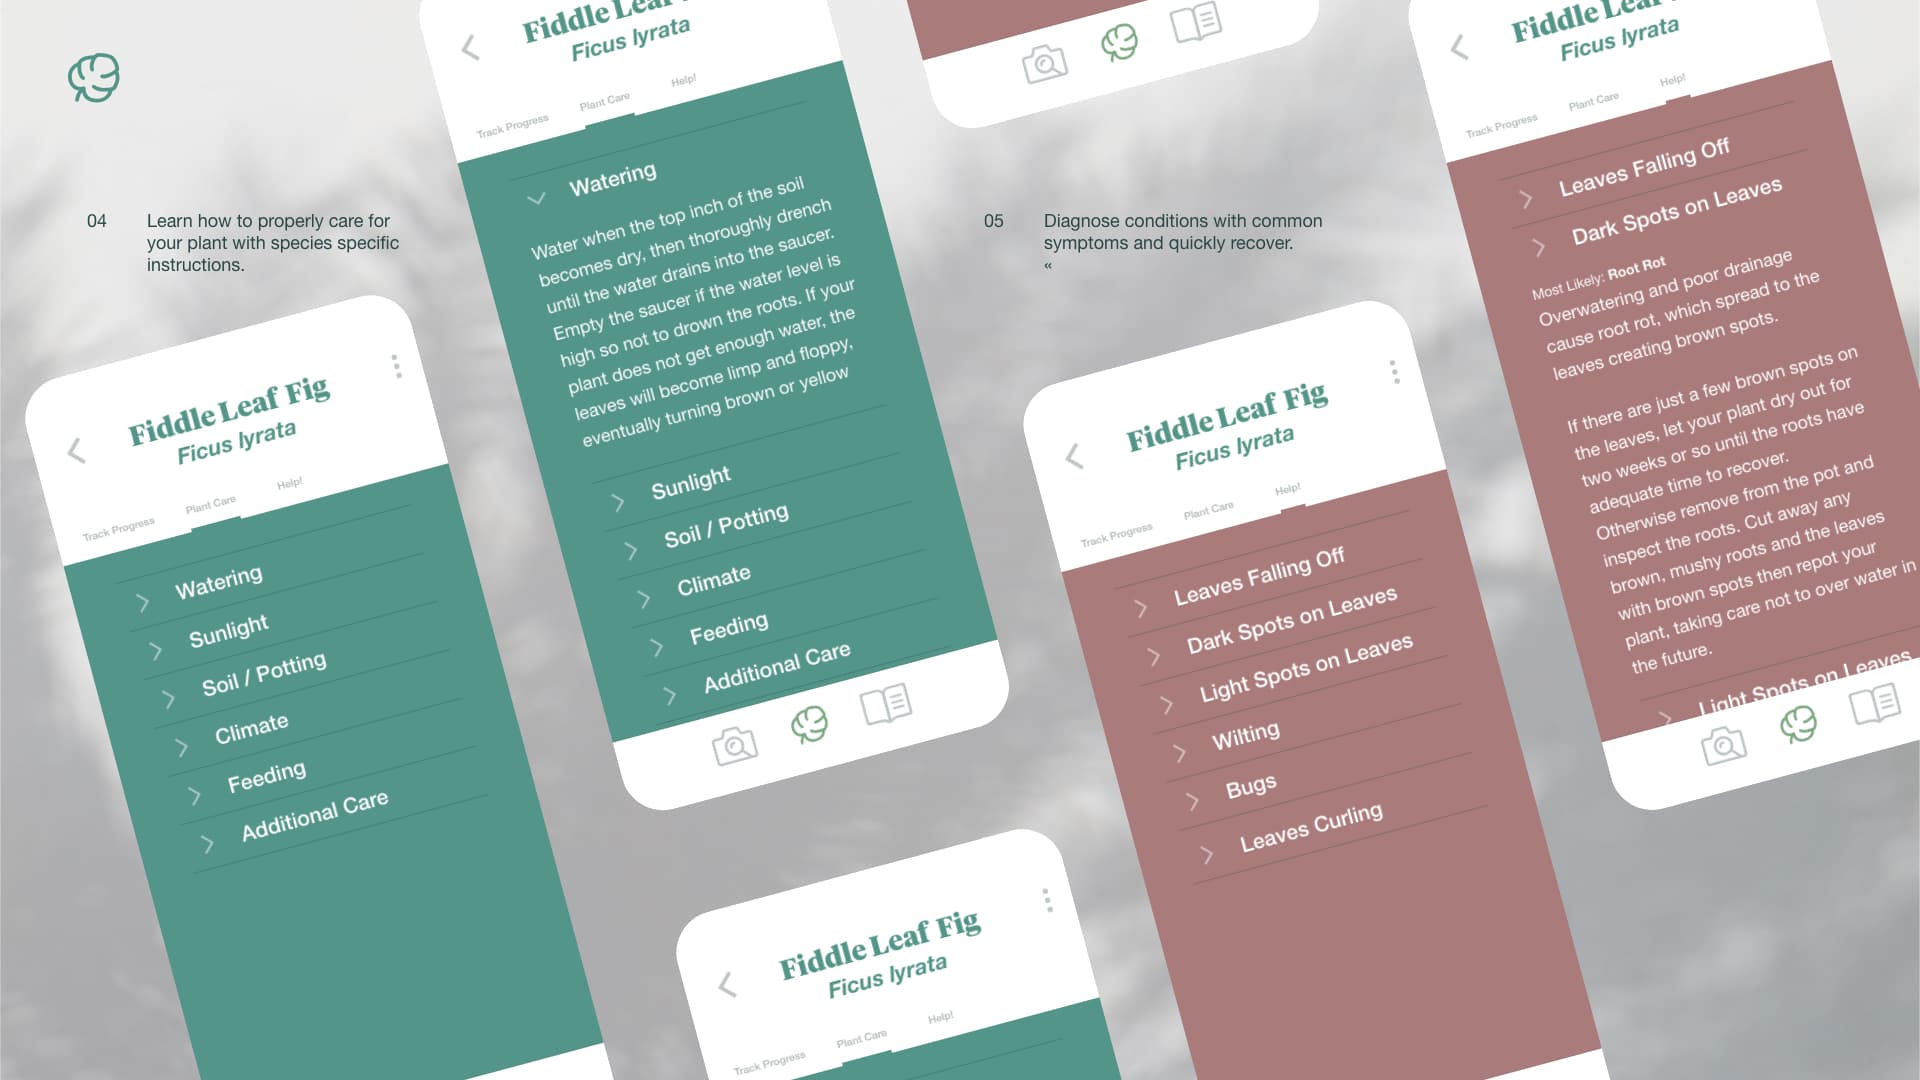 04
Learn how to properly care for
your plant with species specific
instructions.
Fiddle Leaf Fig
Ficus lyrata
Track Progress
Plant Care
Help!
Watering
Sunlight
Soil / Potting
Climate
Feeding
Additional Care
Fiddle Leaf
Ficus lyrata
Track Progress
Plant Care
Help!
Watering
Water when the top inch of the soil
becomes dry, then thoroughly drench
until the water drains into the saucer.
Empty the saucer if the water level is
high so not to drown the roots. If your
plant does not get enough water, the
leaves will become limp and floppy,
eventually turning brown or yellow
Sunlight
Soil / Potting
Climate
Feeding
Additional Care
Fiddle Leaf Fig
Ficus lyrata
Track Progress
Plant Care
Help!
05
Diagnose conditions with common
symptoms and quickly recover.
«
Fiddle Leaf Fig
Ficus lyrata
Track Progress
Plant Care
Help!
Leaves Falling Off
Dark Spots on Leaves
Light Spots on Leaves
Wilting
Bugs
Leaves Curling
Fiddle Leaf
Ficus lyrata
Track Progress
Plant Care
Help!
Leaves Falling Off
Dark Spots on Leaves
Most Likely: Root Rot
Overwatering and poor drainage
cause root rot, which spread to the
leaves creating brown spots.
If there are just a few brown spots on
the leaves, let your plant dry out for
two weeks or so until the roots have
adequate time to recover.
Otherwise remove from the pot and
inspect the roots. Cut away any
brown, mushy roots and the leaves
with brown spots then repot your
plant, taking care not to over water in
the future.
Light Spots on Leaves